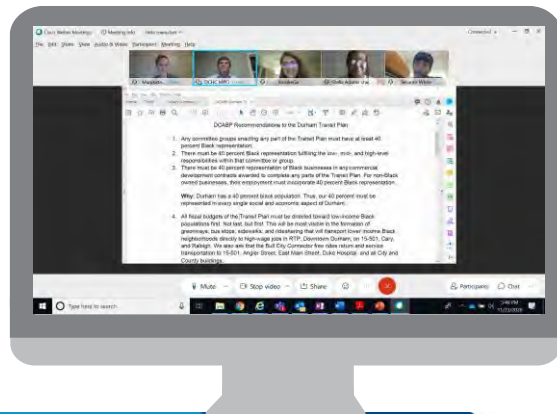 Cisco Webex Meetings
Meeting Info
Connected
File Edit Share View Audio & Video Participant Meeting Help
DCHC MPO
DCABP Recommendations to the Durham Transit Plan
1. Any committee groups enacting any part of the Transit Plan must have at least 40
percent Black representation.
2. There must be 40 percent Black representation fulfilling the low-, mid-, and high-level
responsibilities within that committee or group.
3. There must be 40 percent representation of Black businesses in any commercial
development contracts awarded to complete any parts of the Transit Plan. For non-Black
owned businesses, their employment must incorporate 40 percent Black representation.
Why: Durham has a 40 percent black population. Thus, our 40 percent must be
represented in every single social and economic aspect of Durham.
4. All fiscal budgets of the Transit Plan must be directed toward low-income Black
populations first. Not last, but first. This will be most visible in the formation of
greenways, bus stops, sidewalks, and ridesharing that will transport lower income Black
neighborhoods directly to high-wage jobs in RTP, Downtown Durham, on 15-501, Cary,
and Raleigh. We also ask that the Bull City Connector free rides return and service
transportation to 15-501, Angier Street, East Main Street, Duke Hospital, and all City and
County buildings.
Mute
Stop video
Share
Participants
Chat
Type here to search